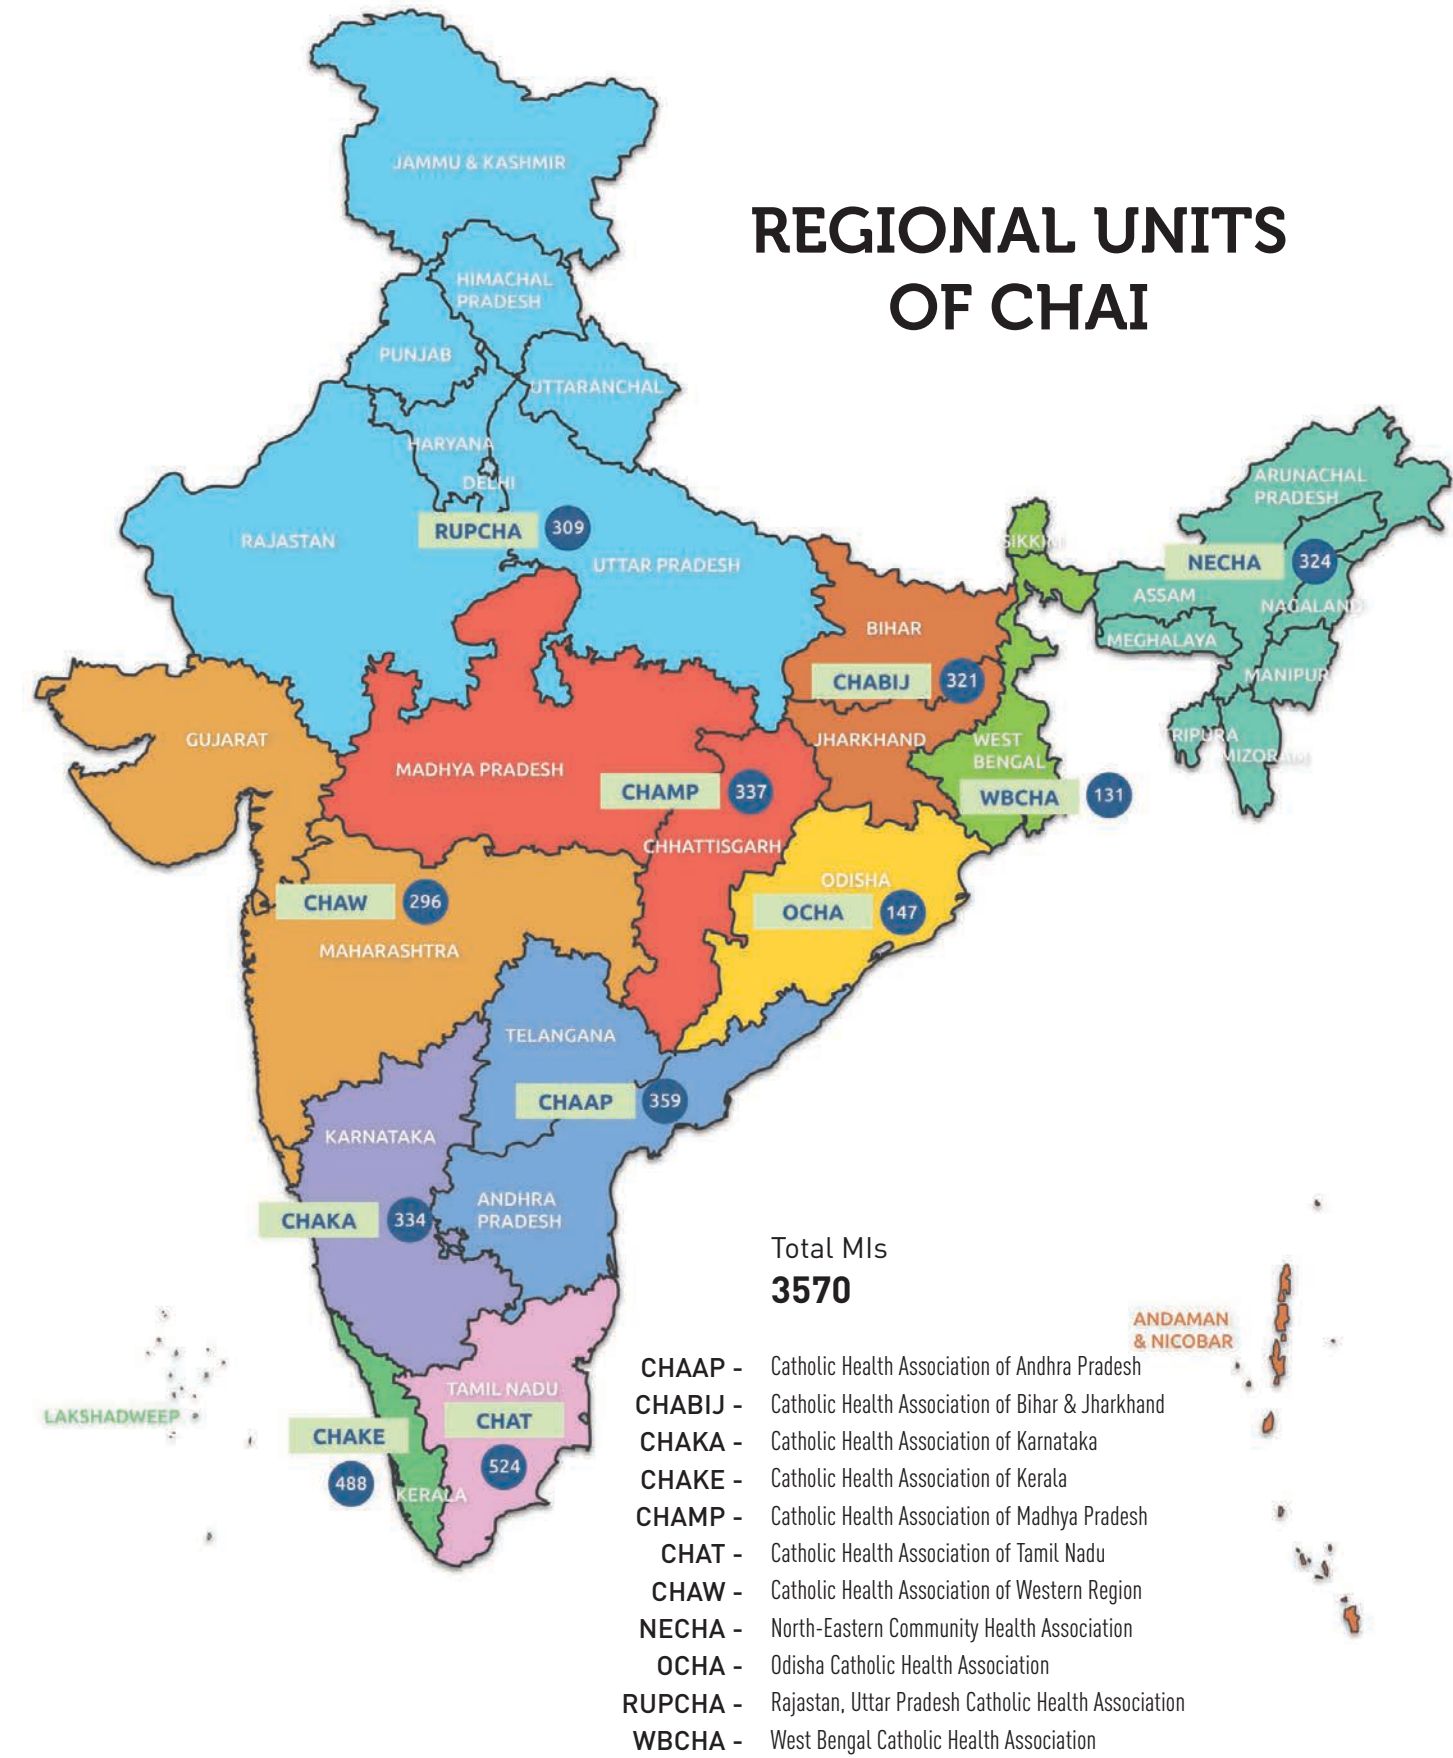 JAMMU & KASHMIR
REGIONAL UNITS
OF CHAI
HIMACHAL
PRADESH
PUNJAB
UTTARANCHAL
HARYANA
DELHI
RAJASTAN
RUPCHA 309
UTTAR PRADESH
ARUNACHAL
PRADESH
SIKKIM
NECHA 324
ASSAM
NAGALAND
MEGHALAYA
MANIPUR
TRIPURA
MIZORAM
BIHAR
CHABIJ 321
JHARKHAND
WEST
BENGAL
WBCHA 131
GUJARAT
MADHYA PRADESH
CHAMP 337
CHHATTISGARH
ODISHA
OCHA 147
CHAW 296
MAHARASHTRA
TELANGANA
CHAAP 359
KARNATAKA
ANDHRA
PRADESH
CHAKA 334
Total MIs
3570
ANDAMAN
& NICOBAR
LAKSHADWEEP
TAMIL NADU
CHAT
524
CHAKE
488
KERALA
CHAAP - Catholic Health Association of Andhra Pradesh
CHABIJ - Catholic Health Association of Bihar & Jharkhand
CHAKA - Catholic Health Association of Karnataka
CHAKE - Catholic Health Association of Kerala
CHAMP - Catholic Health Association of Madhya Pradesh
CHAT - Catholic Health Association of Tamil Nadu
CHAW - Catholic Health Association of Western Region
NECHA - North-Eastern Community Health Association
OCHA - Odisha Catholic Health Association
RUPCHA - Rajastan, Uttar Pradesh Catholic Health Association
WBCHA - West Bengal Catholic Health Association